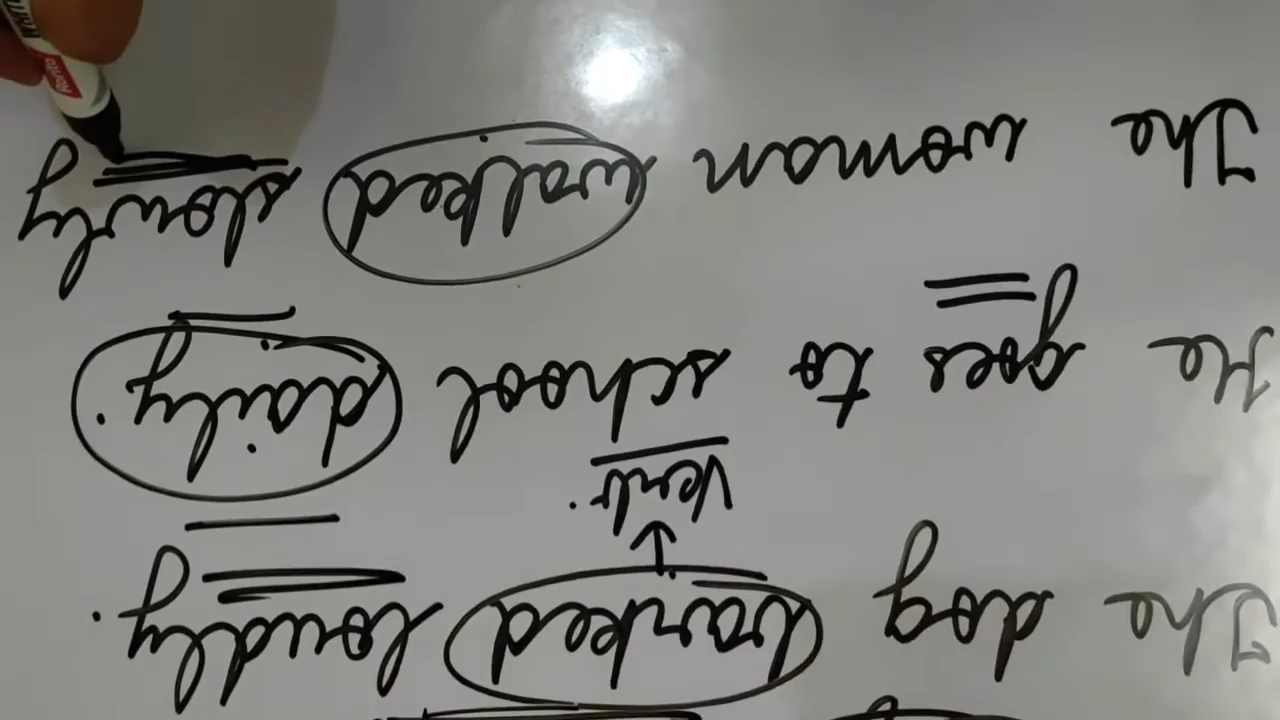 The dog barked loudly.
Verb.
He goes to school daily.
The woman walked slowly